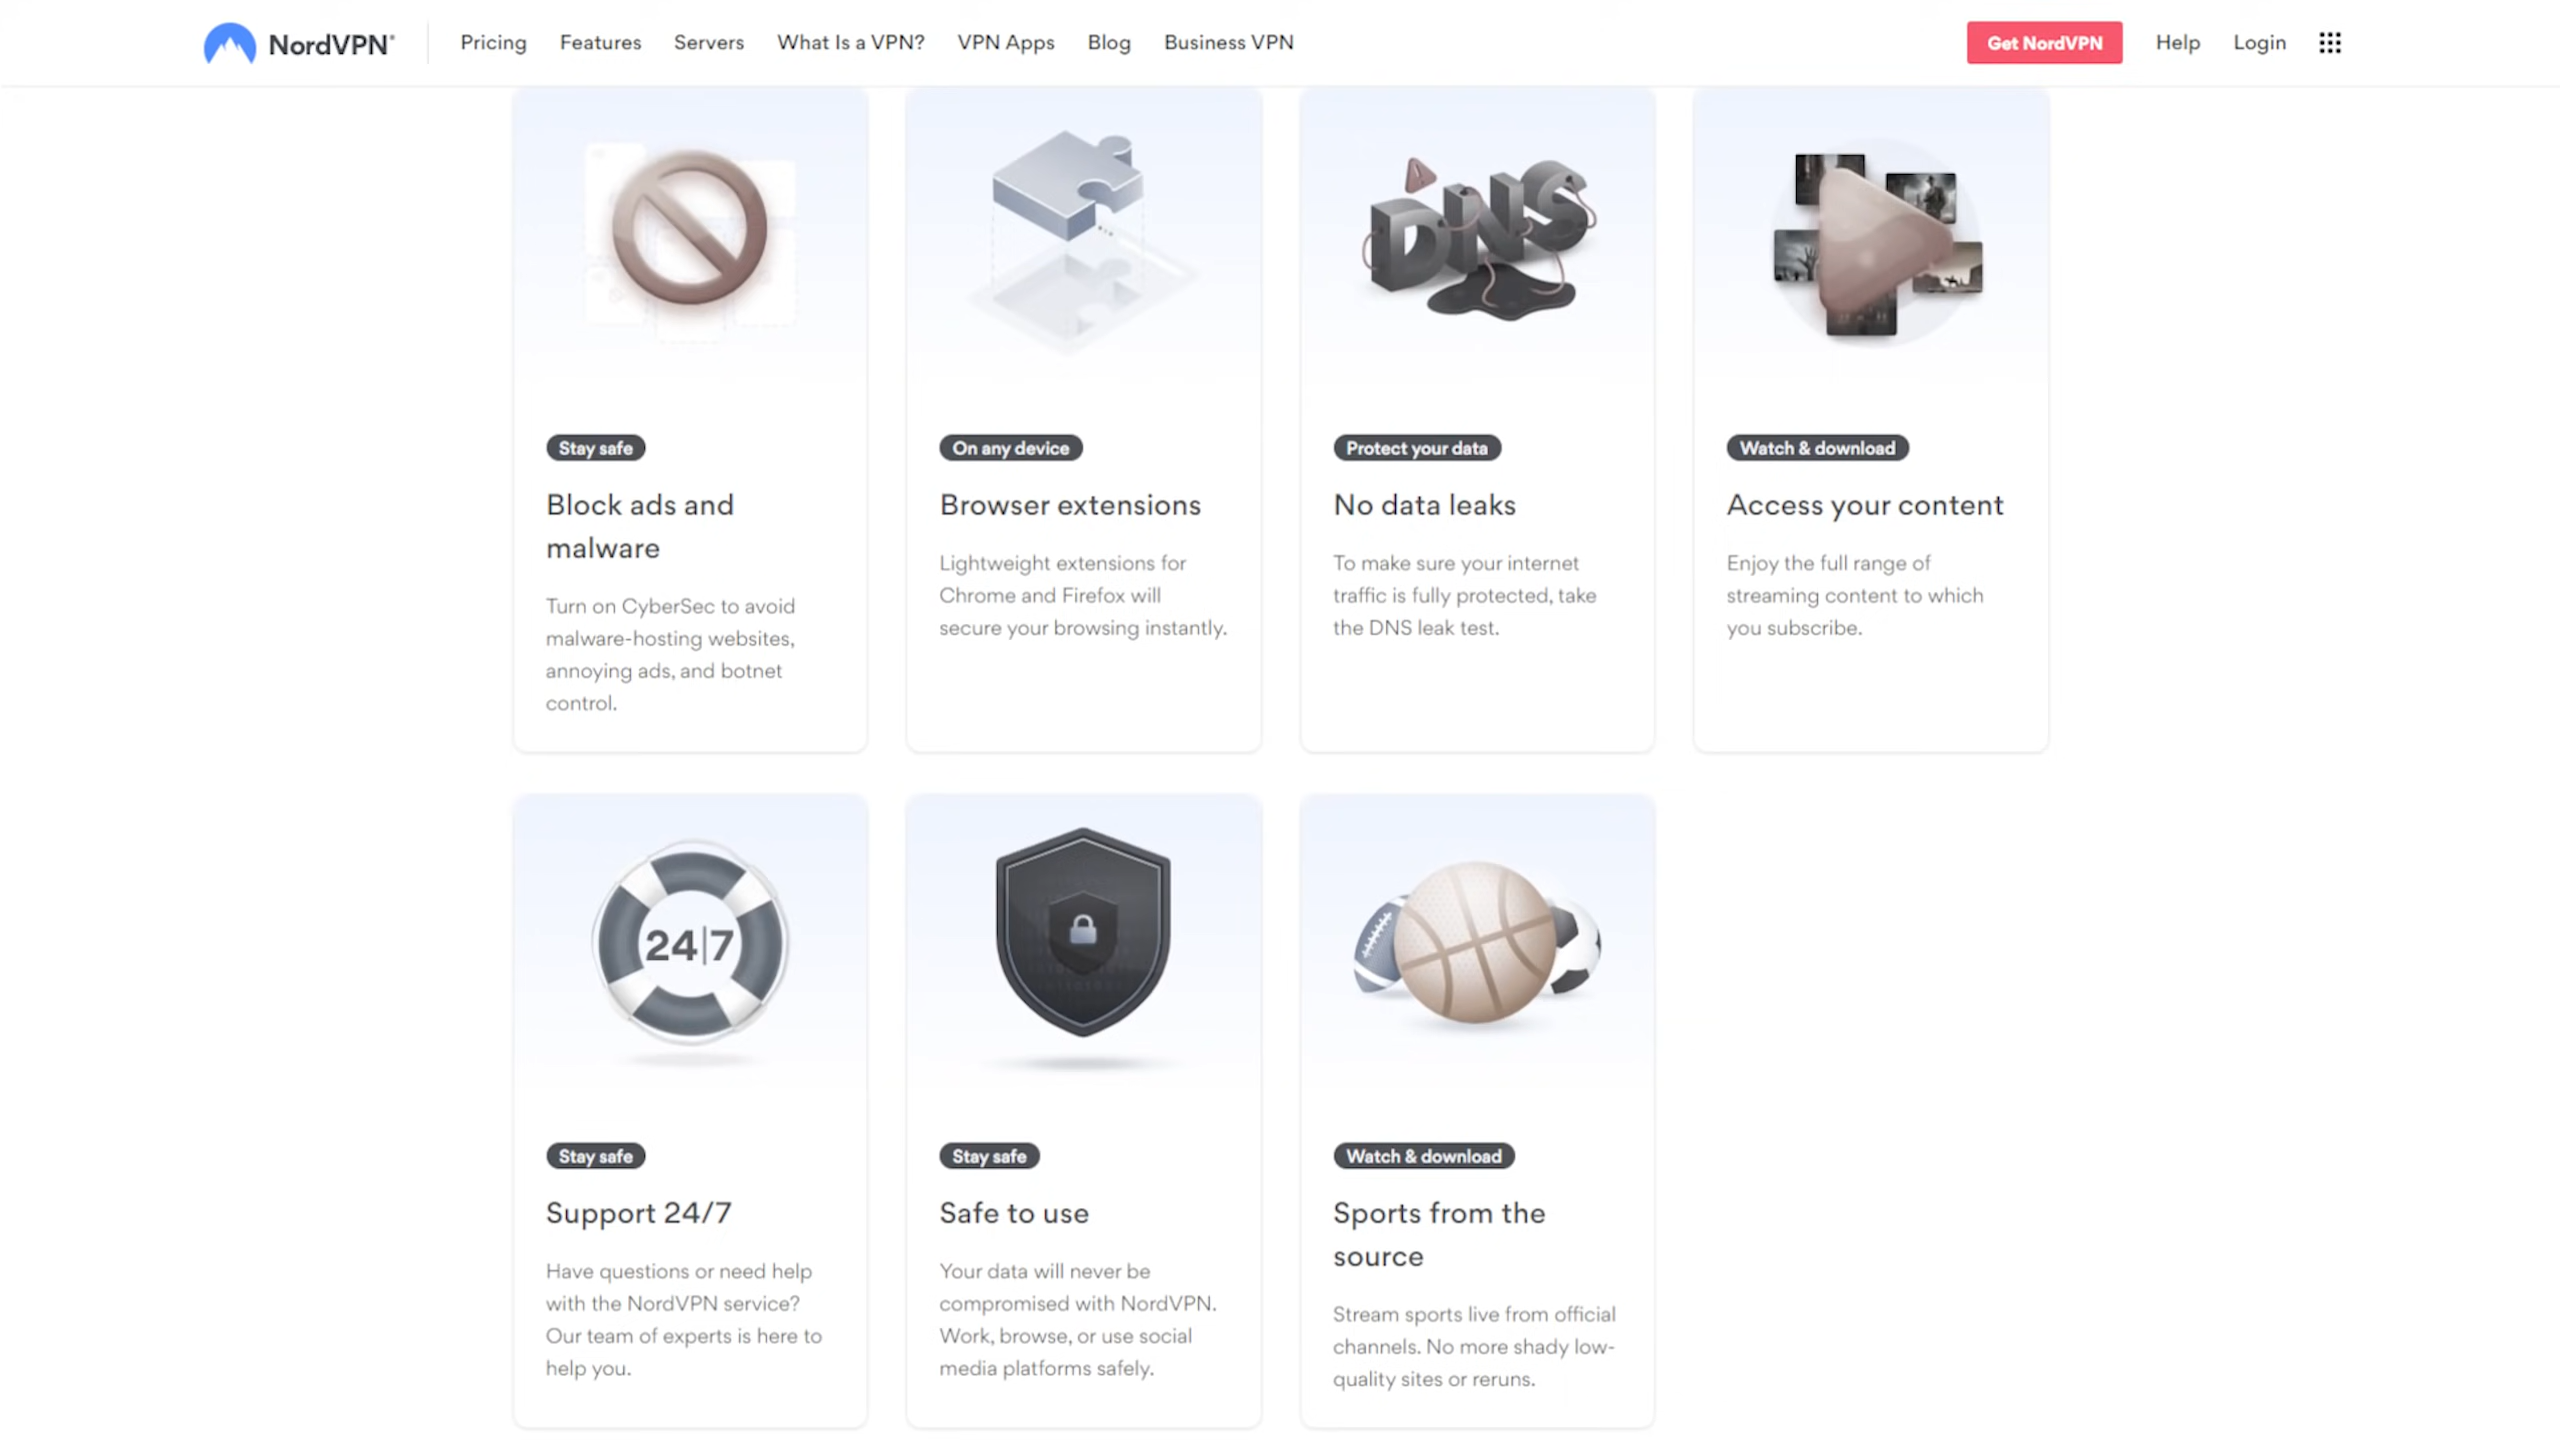 NordVPN®
Pricing
Features
Servers
What Is a VPN?
VPN Apps
Blog
Business VPN
Get NordVPN
Help
Login
Stay safe
Block ads and
malware
Turn on CyberSec to avoid
malware-hosting websites,
annoying ads, and botnet
control.
On any device
Browser extensions
Lightweight extensions for
Chrome and Firefox will
secure your browsing instantly.
DNS
Protect your data
No data leaks
To make sure your internet
traffic is fully protected, take
the DNS leak test.
Watch & download
Access your content
Enjoy the full range of
streaming content to which
you subscribe.
24|7
Stay safe
Support 24/7
Have questions or need help
with the NordVPN service?
Our team of experts is here to
help you.
Stay safe
Safe to use
Your data will never be
compromised with NordVPN.
Work, browse, or use social
media platforms safely.
Watch & download
Sports from the
source
Stream sports live from official
channels. No more shady low-
quality sites or reruns.